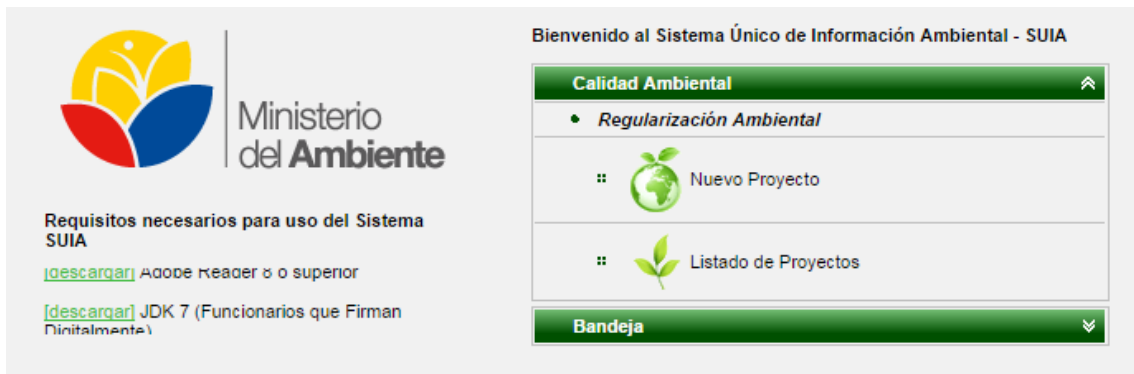 Ministerio
del Ambiente
Requisitos necesarios para uso del Sistema
SUIA
[descargar] Adobe Reader 8 o superior
[descargar] JDK 7 (Funcionarios que Firman
Digitalmente)
Bienvenido al Sistema Único de Información Ambiental - SUIA
Calidad Ambiental
Regularización Ambiental
Nuevo Proyecto
Listado de Proyectos
Bandeja